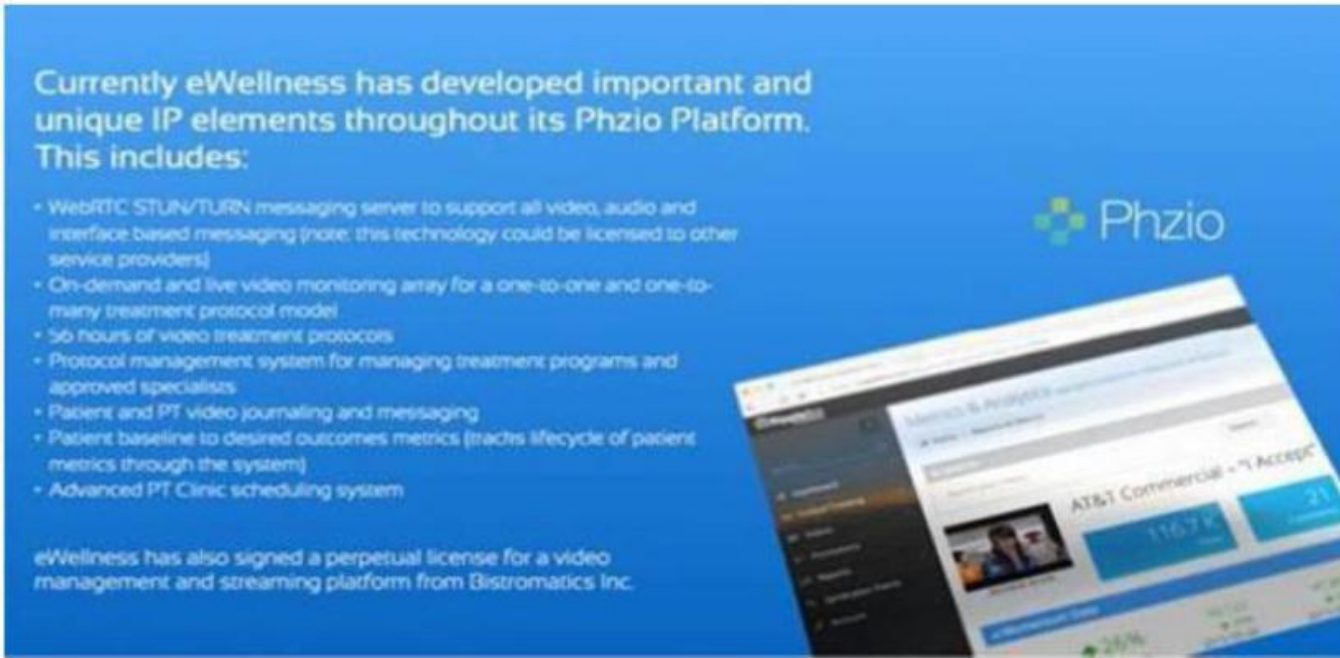 Currently eWellness has developed important and
unique IP elements throughout its Phzio Platform.
This includes:
• WebRTC STUN/TURN messaging server to support all video, audio and
interface based messaging (note: this technology could be licensed to other
service providers)
• On-demand and live video monitoring array for a one-to-one and one-to-
many treatment protocol model
• 56 hours of video treatment protocols
• Protocol management system for managing treatment programs and
approved specialists
• Patient and PT video journaling and messaging
• Patient baseline to desired outcomes metrics (tracks lifecycle of patient
metrics through the system)
• Advanced PT Clinic scheduling system
eWellness has also signed a perpetual license for a video
management and streaming platform from Bistromatics Inc.
Phzio
Metrics & Analytics
AT&T Commercial - "I Accept"
116.7 K
21
26%